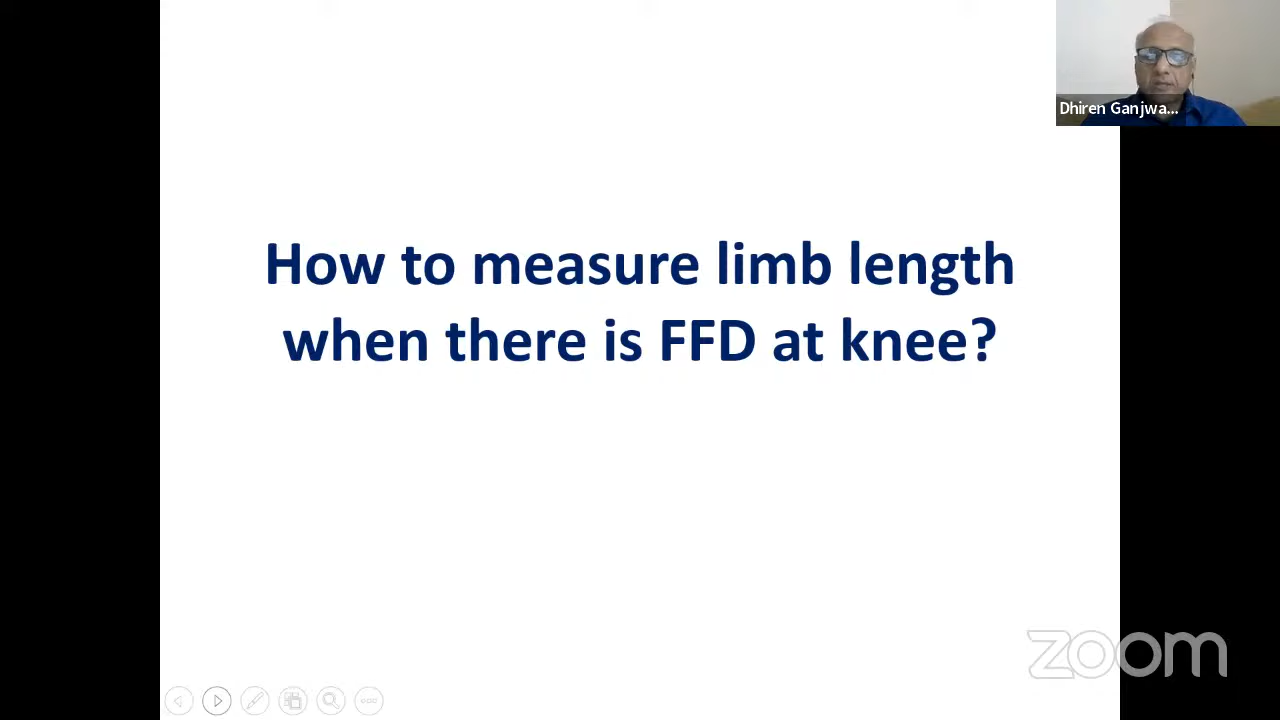 Dhiren Ganjwa...
How to measure limb length
when there is FFD at knee?
zoom